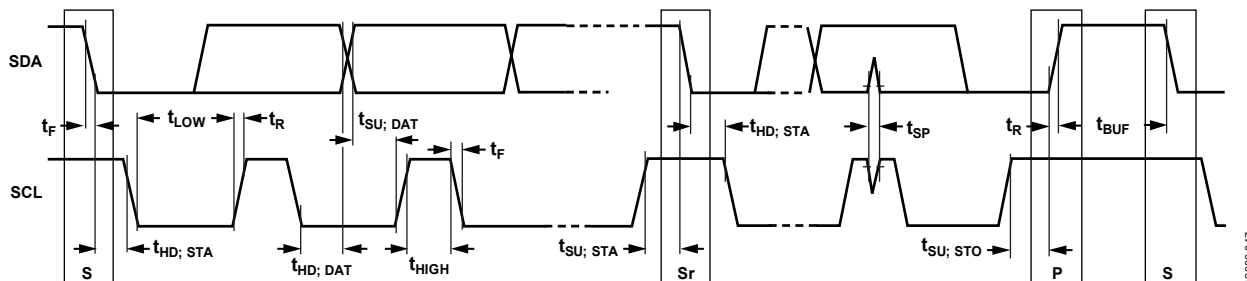 SDA
tF
tLOW
tR
tSU; DAT
tF
tHD; STA
tSP
tR
tBUF
SCL
tHD; STA
tHD; DAT
tHIGH
tSU; STA
tSU; STO
S
Sr
P
S